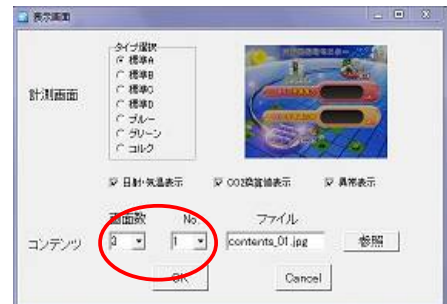 表示画面
タイプ選択
標準A
標準B
標準C
標準D
ブルー
グリーン
コルク
計測画面
日射・気温表示 CO2換算値表示 異常表示
画面数 No. ファイル
コンテンツ 3 1 contents_01.jpg 参照
OK Cancel